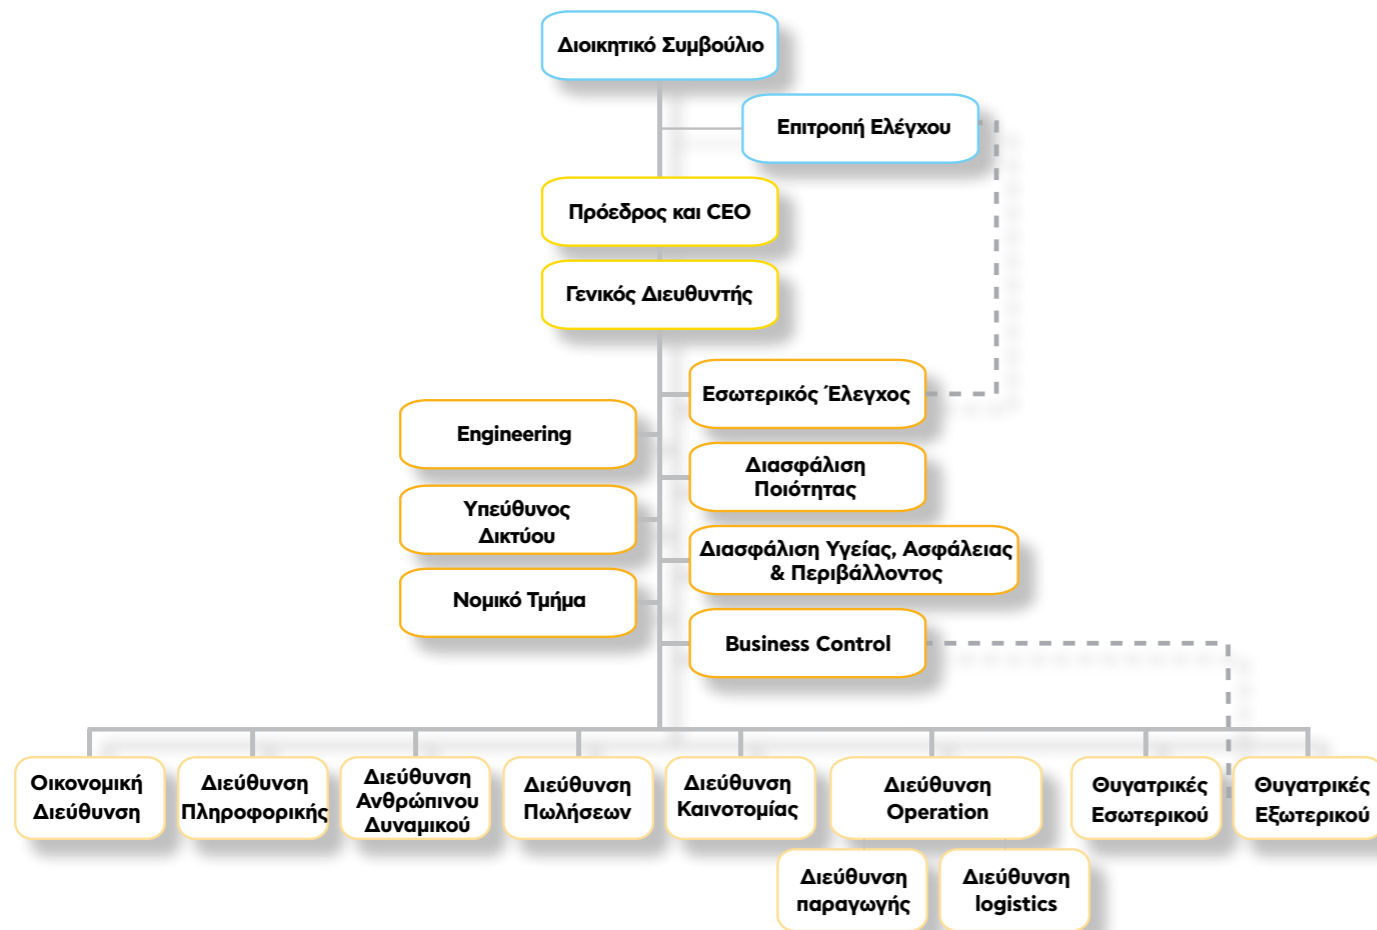 Διοικητικό Συμβούλιο
Επιτροπή Ελέγχου
Πρόεδρος και CEO
Γενικός Διευθυντής
Εσωτερικός Έλεγχος
Engineering
Διασφάλιση
Ποιότητας
Υπεύθυνος
Δικτύου
Διασφάλιση Υγείας, Ασφάλειας
& Περιβάλλοντος
Νομικό Τμήμα
Business Control
Οικονομική
Διεύθυνση
Διεύθυνση
Πληροφορικής
Διεύθυνση
Ανθρώπινου
Δυναμικού
Διεύθυνση
Πωλήσεων
Διεύθυνση
Καινοτομίας
Διεύθυνση
Operation
Θυγατρικές
Εσωτερικού
Θυγατρικές
Εξωτερικού
Διεύθυνση
παραγωγής
Διεύθυνση
logistics